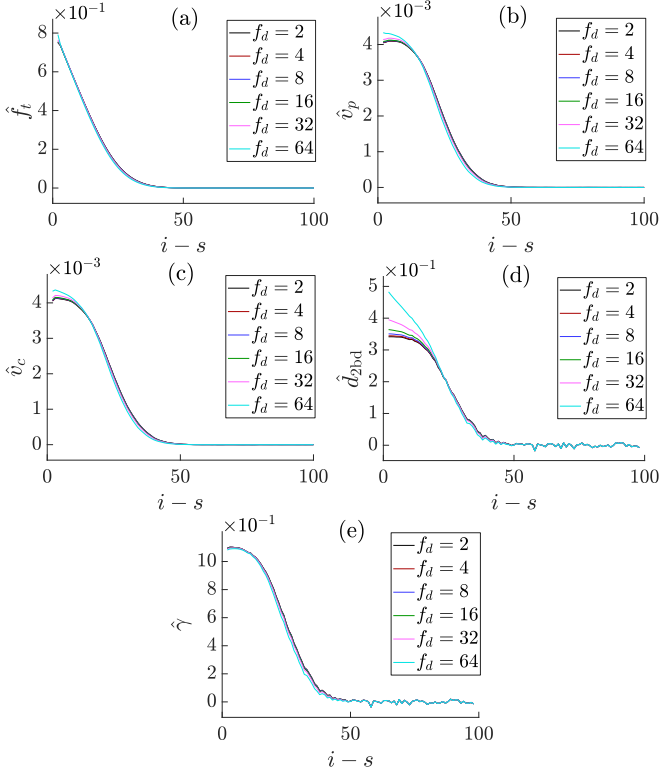 (a)
×10⁻¹
8
6
4
2
0
f̂_t
0 50 100
i − s
f_d = 2
f_d = 4
f_d = 8
f_d = 16
f_d = 32
f_d = 64
(b)
×10⁻³
4
3
2
1
0
v̂_p
0 50 100
i − s
f_d = 2
f_d = 4
f_d = 8
f_d = 16
f_d = 32
f_d = 64
(c)
×10⁻³
4
3
2
1
0
v̂_c
0 50 100
i − s
f_d = 2
f_d = 4
f_d = 8
f_d = 16
f_d = 32
f_d = 64
(d)
×10⁻¹
5
4
3
2
1
0
d̂_2bd
0 50 100
i − s
f_d = 2
f_d = 4
f_d = 8
f_d = 16
f_d = 32
f_d = 64
(e)
×10⁻¹
10
8
6
4
2
0
γ̂
0 50 100
i − s
f_d = 2
f_d = 4
f_d = 8
f_d = 16
f_d = 32
f_d = 64